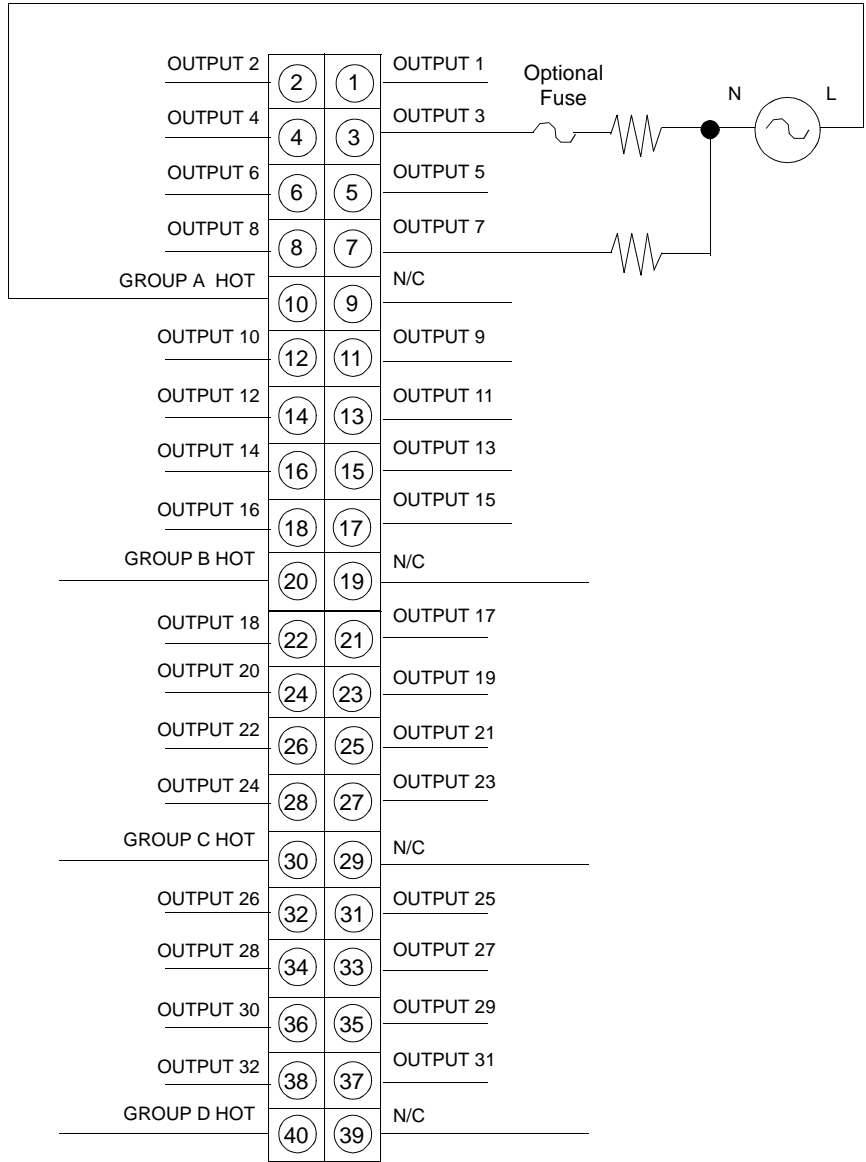 OUTPUT 2 2 1 OUTPUT 1
Optional
Fuse
N L
OUTPUT 4 4 3 OUTPUT 3
OUTPUT 6 6 5 OUTPUT 5
OUTPUT 8 8 7 OUTPUT 7
GROUP A HOT 10 9 N/C
OUTPUT 10 12 11 OUTPUT 9
OUTPUT 12 14 13 OUTPUT 11
OUTPUT 14 16 15 OUTPUT 13
OUTPUT 16 18 17 OUTPUT 15
GROUP B HOT 20 19 N/C
OUTPUT 18 22 21 OUTPUT 17
OUTPUT 20 24 23 OUTPUT 19
OUTPUT 22 26 25 OUTPUT 21
OUTPUT 24 28 27 OUTPUT 23
GROUP C HOT 30 29 N/C
OUTPUT 26 32 31 OUTPUT 25
OUTPUT 28 34 33 OUTPUT 27
OUTPUT 30 36 35 OUTPUT 29
OUTPUT 32 38 37 OUTPUT 31
GROUP D HOT 40 39 N/C